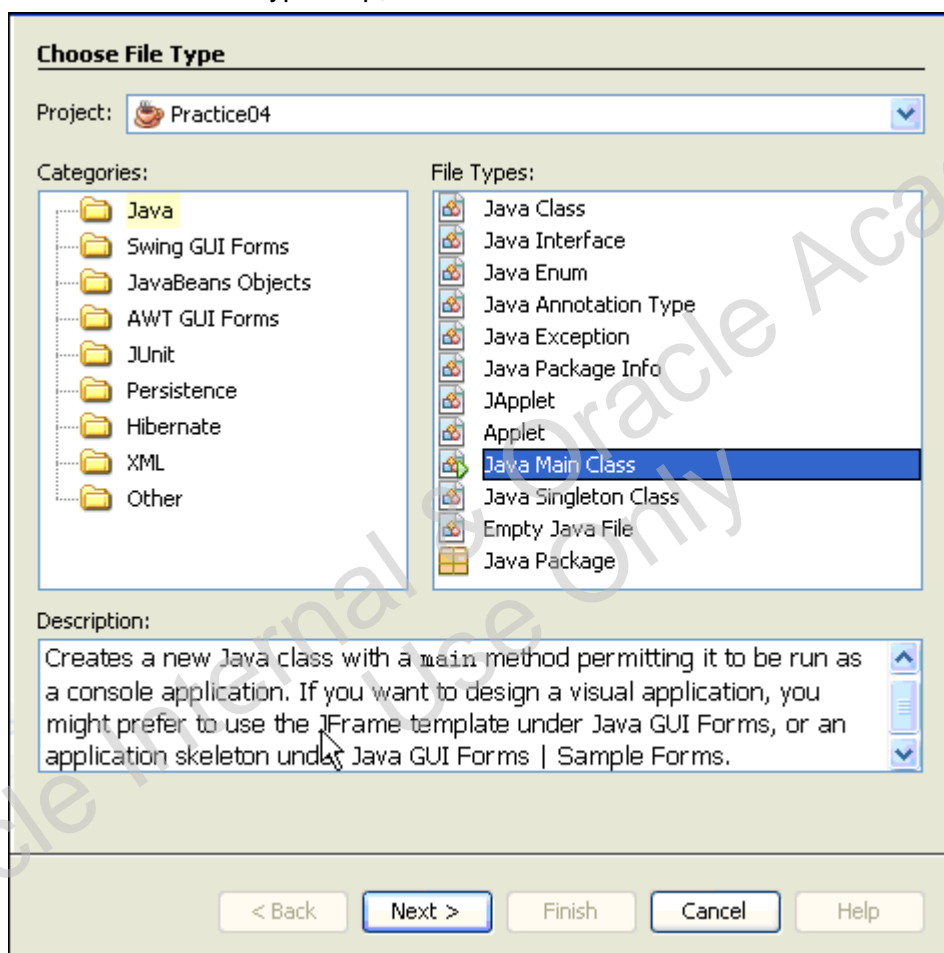 Choose File Type
Project: Practice04
Categories:
Java
Swing GUI Forms
JavaBeans Objects
AWT GUI Forms
JUnit
Persistence
Hibernate
XML
Other
File Types:
Java Class
Java Interface
Java Enum
Java Annotation Type
Java Exception
Java Package Info
JApplet
Applet
Java Main Class
Java Singleton Class
Empty Java File
Java Package
Description:
Creates a new Java class with a main method permitting it to be run as
a console application. If you want to design a visual application, you
might prefer to use the JFrame template under Java GUI Forms, or an
application skeleton under Java GUI Forms | Sample Forms.
< Back Next > Finish Cancel Help
Internal & Oracle
Use Only